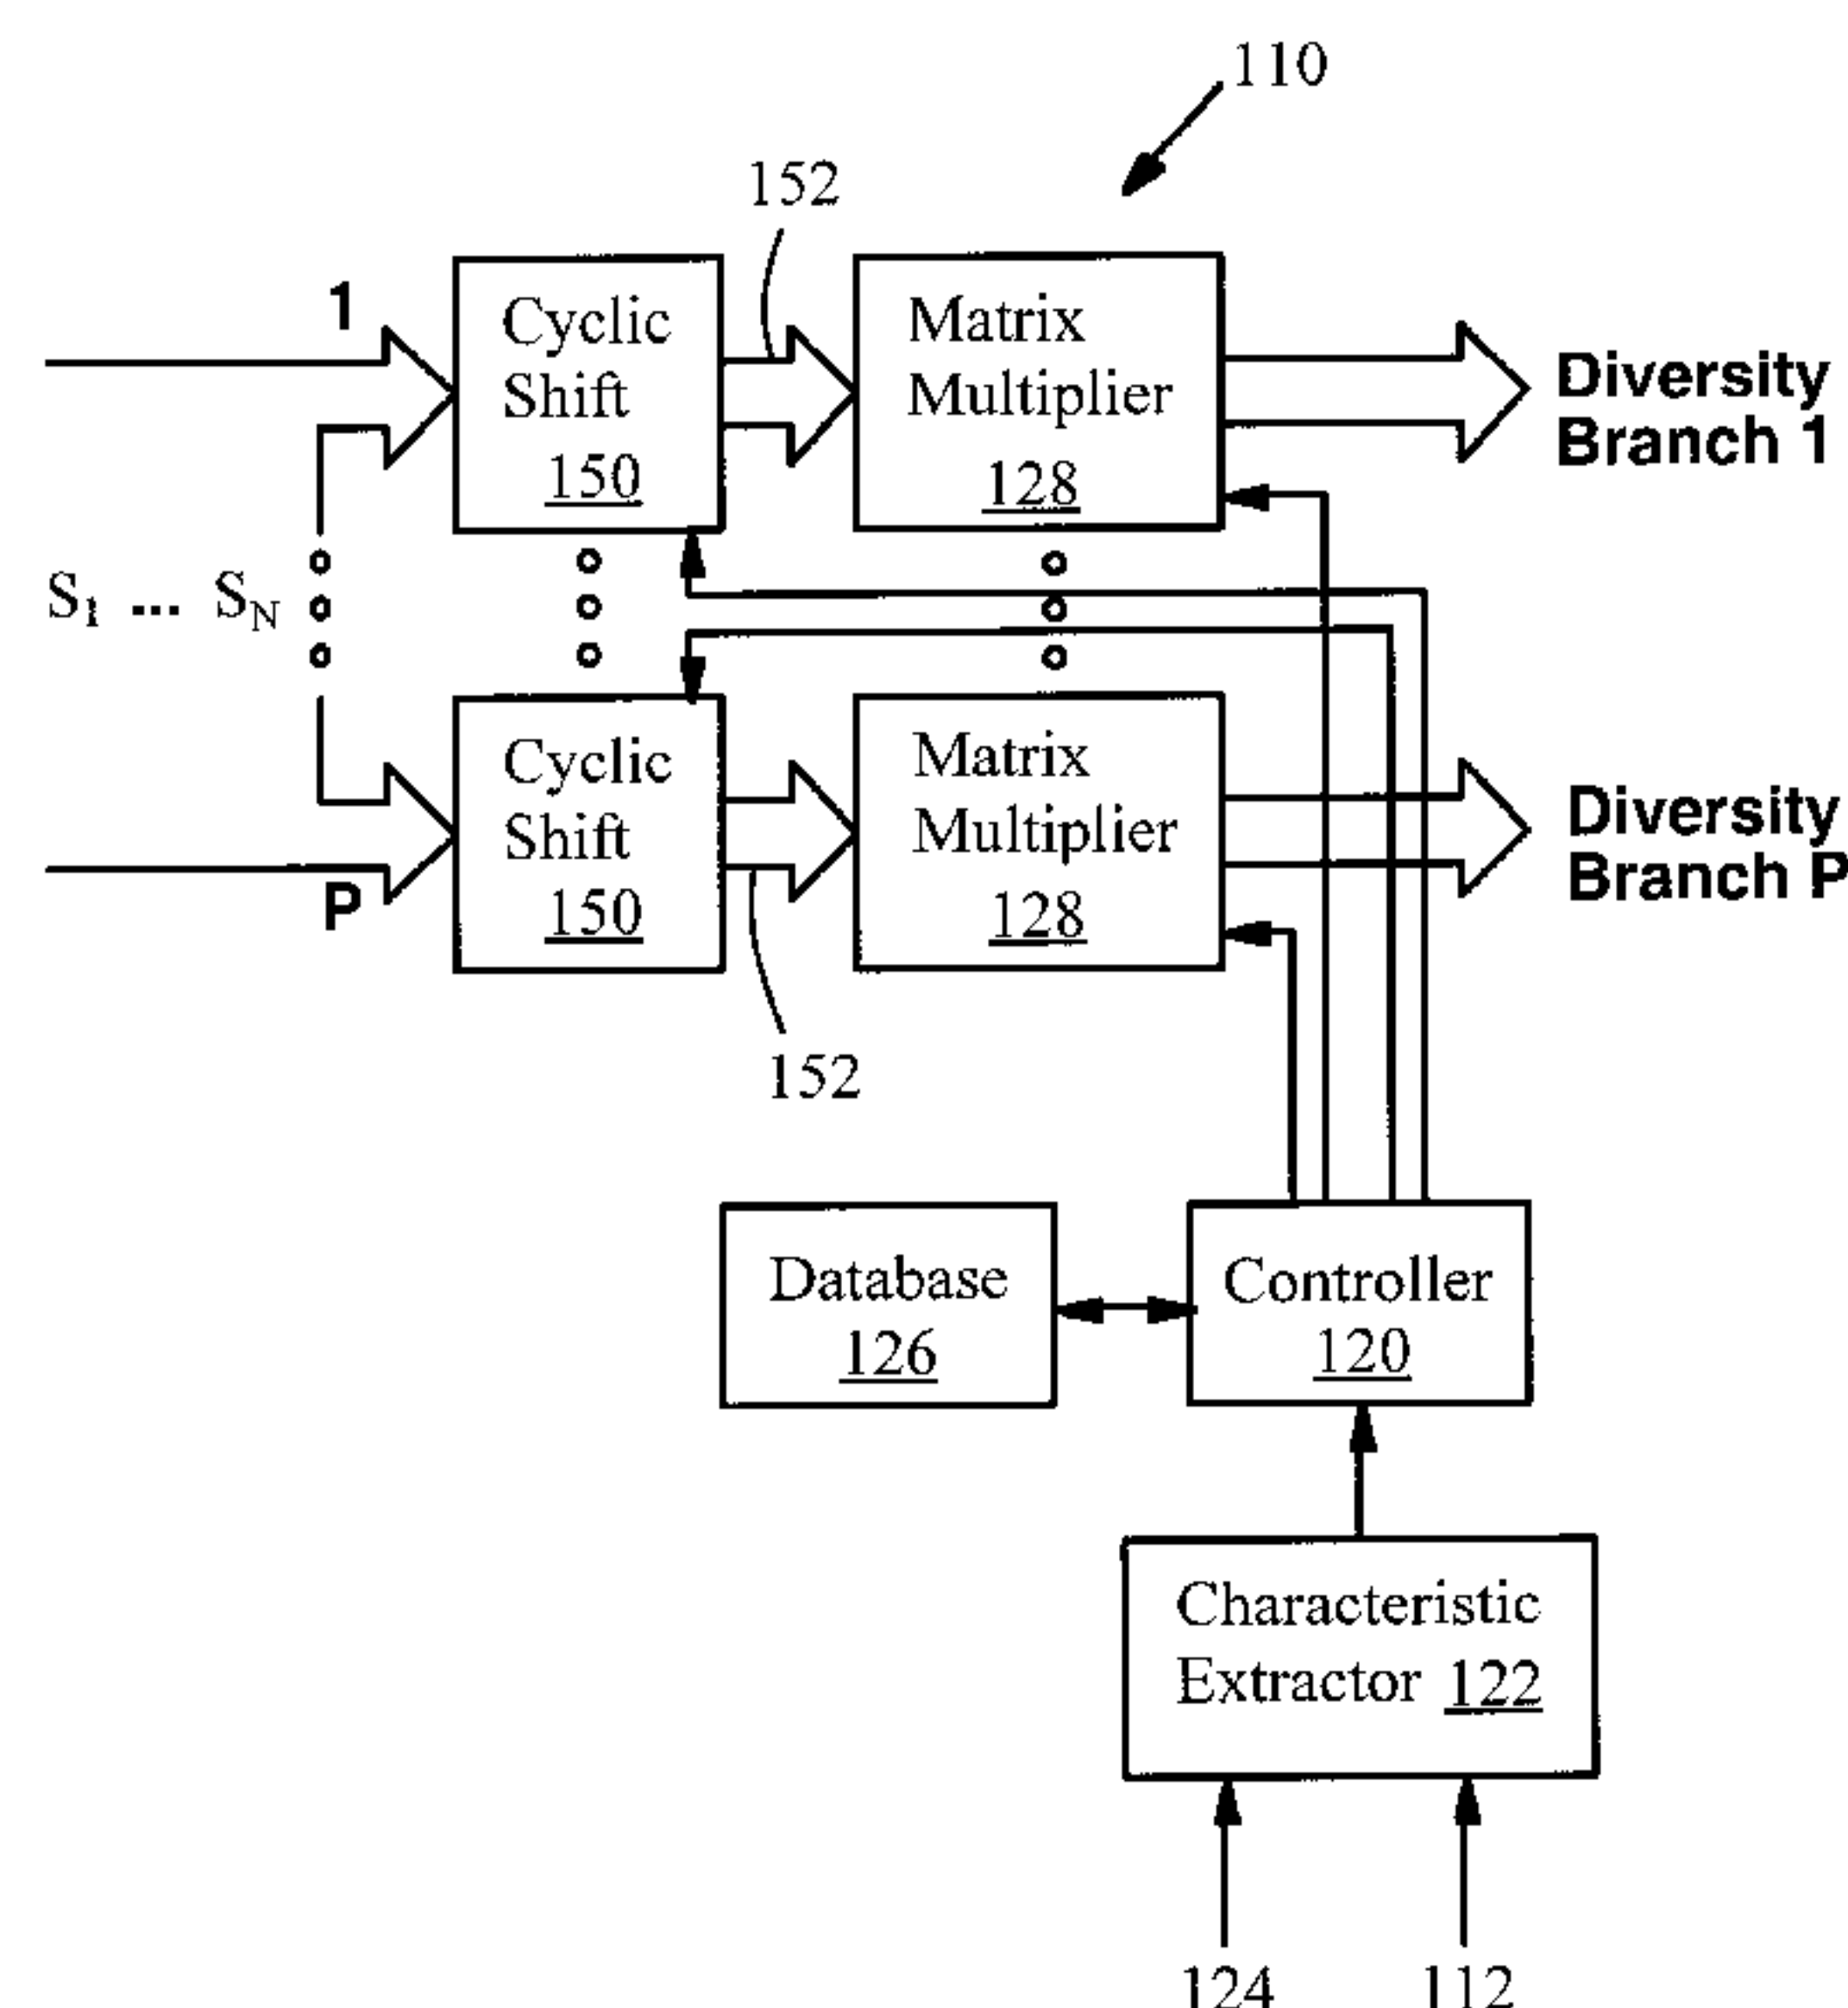 110
152
1
Cyclic
Shift
150
Matrix
Multiplier
128
Diversity
Branch 1
S1 ... SN
Cyclic
Shift
150
Matrix
Multiplier
128
Diversity
Branch P
P
152
Database
126
Controller
120
Characteristic
Extractor 122
124
112